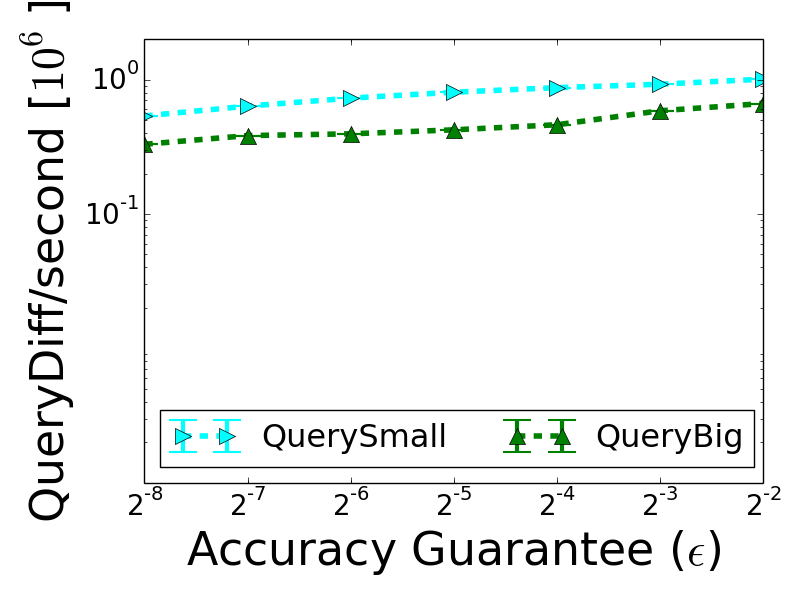 QueryDiff/second [10^6]
10^0
10^-1
QuerySmall QueryBig
2^-8 2^-7 2^-6 2^-5 2^-4 2^-3 2^-2
Accuracy Guarantee (ϵ)